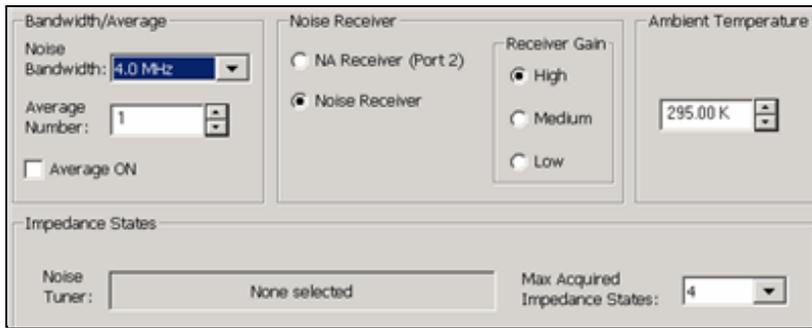 Bandwidth/Average
Noise
Bandwidth: 4.0 MHz
Average
Number: 1
Average ON
Noise Receiver
NA Receiver (Port 2)
Noise Receiver
Receiver Gain
High
Medium
Low
Ambient Temperature
295.00 K
Impedance States
Noise
Tuner: None selected
Max Acquired
Impedance States: 4